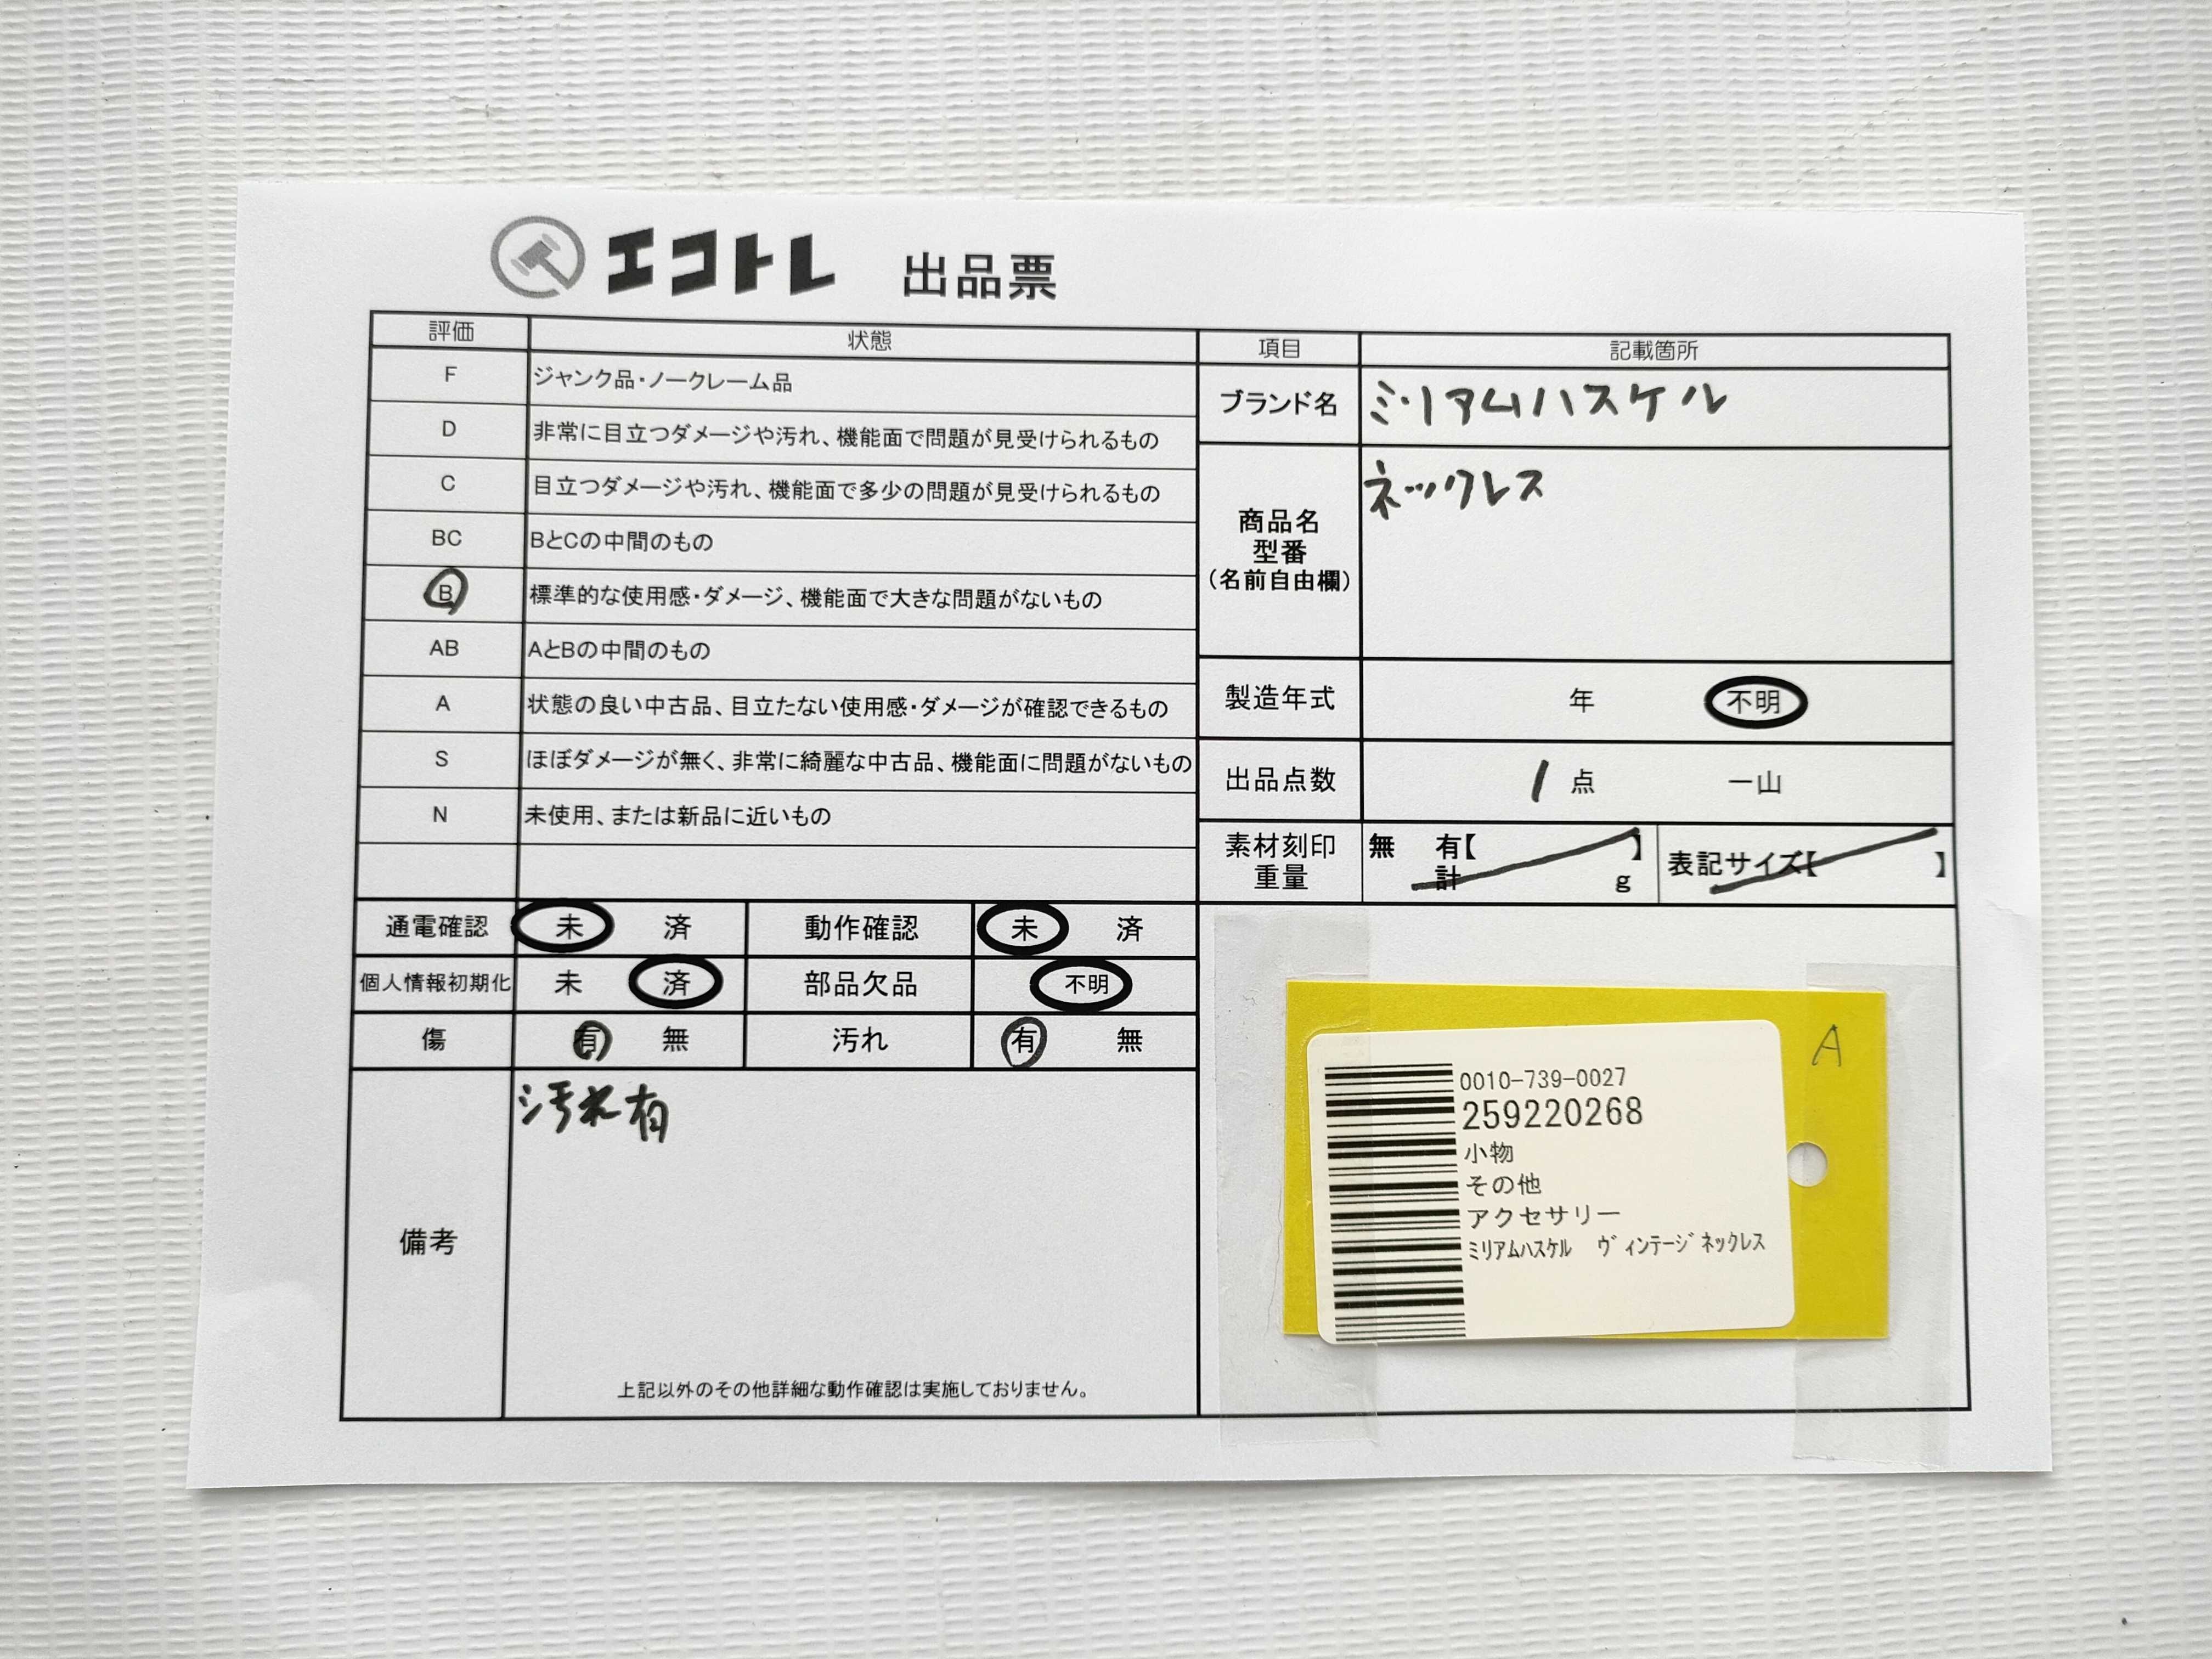 エコトレ 出品票
評価 状態
F ジャンク品・ノークレーム品
D 非常に目立つダメージや汚れ、機能面で問題が見受けられるもの
C 目立つダメージや汚れ、機能面で多少の問題が見受けられるもの
BC BとCの中間のもの
B 標準的な使用感・ダメージ、機能面で大きな問題がないもの
AB AとBの中間のもの
A 状態の良い中古品、目立たない使用感・ダメージが確認できるもの
S ほぼダメージが無く、非常に綺麗な中古品、機能面に問題がないもの
N 未使用、または新品に近いもの
項目 記載箇所
ブランド名 ミリアムハスケル
商品名
型番
（名前自由欄）
ネックレス
製造年式 年 不明
出品点数 1 点 一山
素材刻印 無 有【 】
重量 計 g
表記サイズ【 】
通電確認 未 済 動作確認 未 済
個人情報初期化 未 済 部品欠品 不明
傷 有 無 汚れ 有 無
備考
汚れ有
上記以外のその他詳細な動作確認は実施しておりません。
A
0010-739-0027
259220268
小物
その他
アクセサリー
ﾐﾘｱﾑﾊｽｹﾙ ｳﾞｨﾝﾃｰｼﾞﾈｯｸﾚｽ